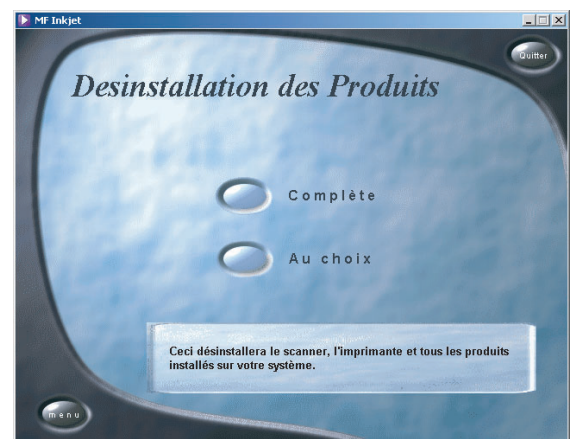 MF Inkjet
Quitter
Desinstallation des Produits
Complète
Au choix
Ceci désinstallera le scanner, l'imprimante et tous les produits
installés sur votre système.
menu